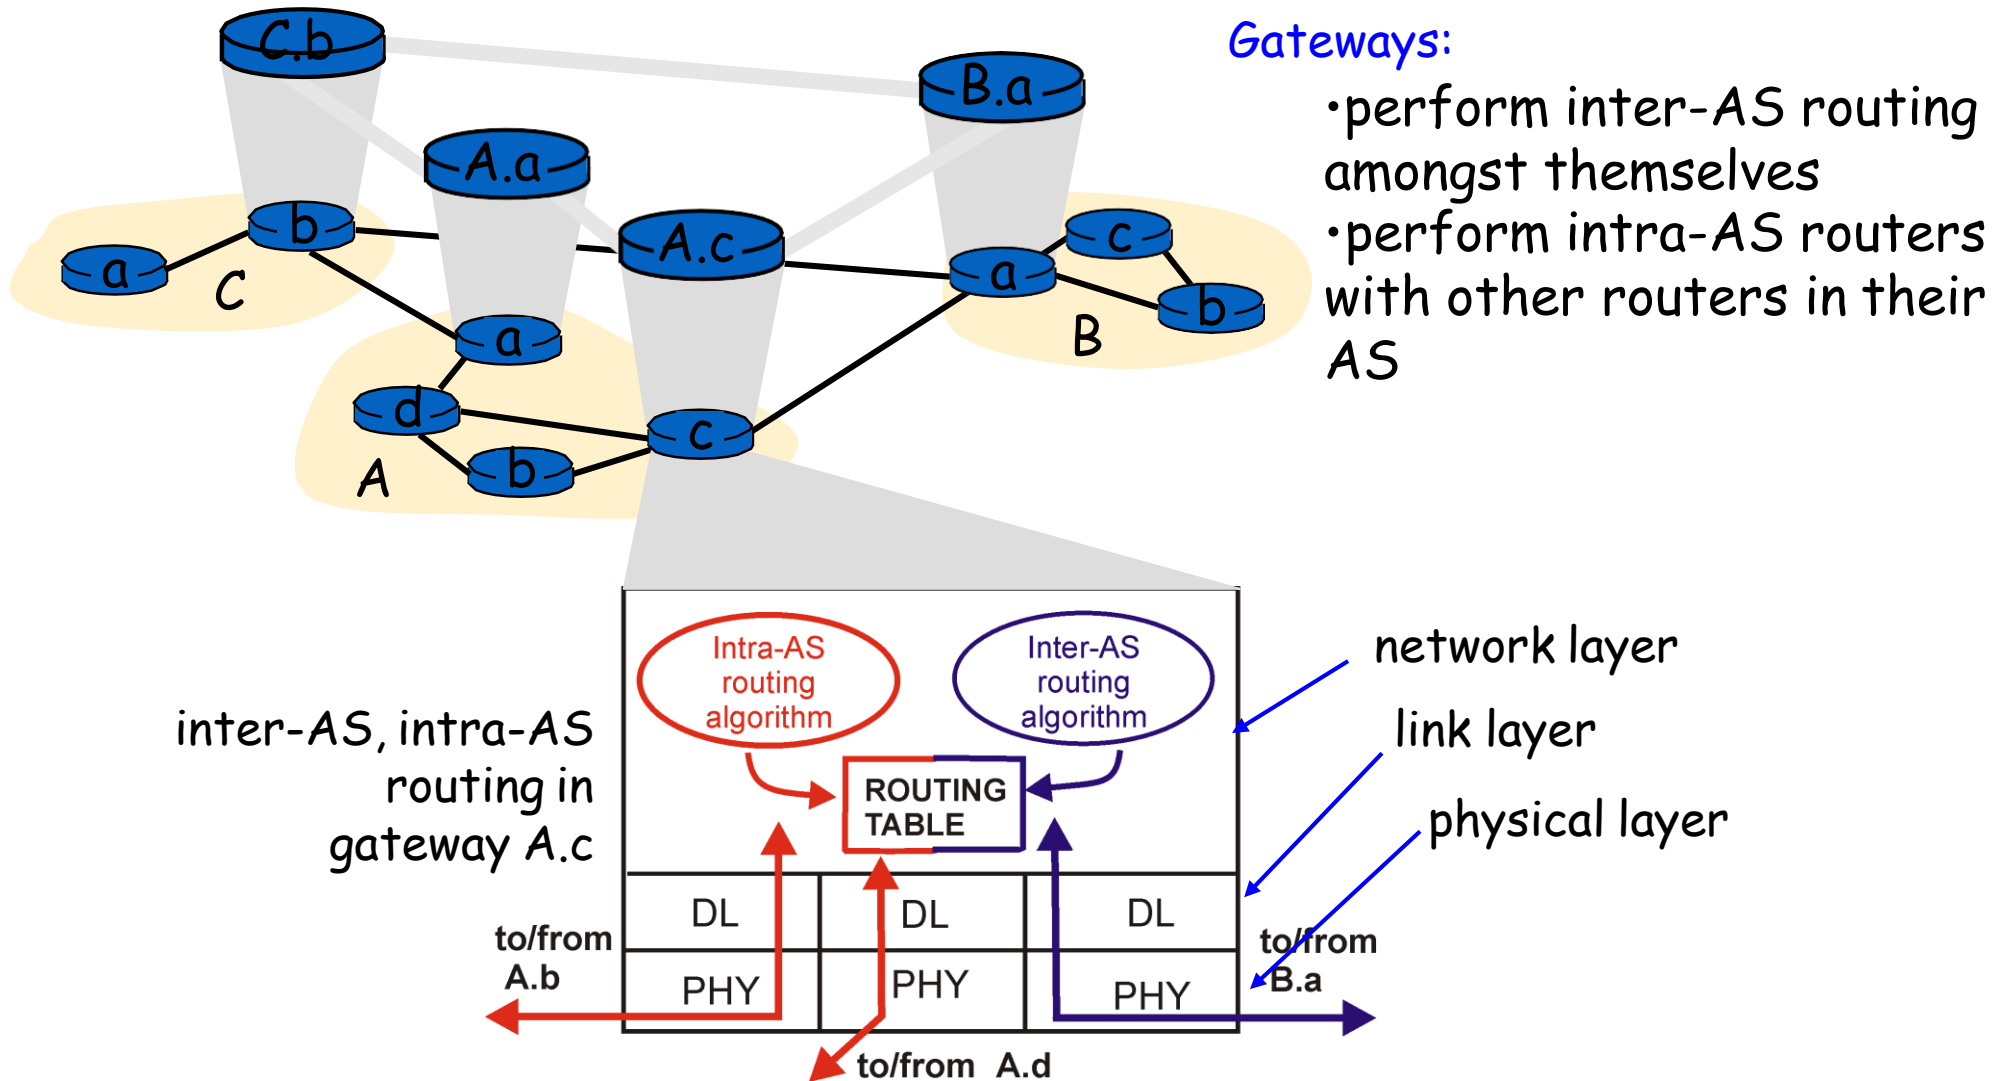 C.b
B.a
A.a
A.c
Gateways:
•perform inter-AS routing
amongst themselves
•perform intra-AS routers
with other routers in their
AS
a
b
C
a
d
b
A
c
a
c
b
B
inter-AS, intra-AS
routing in
gateway A.c
Intra-AS
routing
algorithm
Inter-AS
routing
algorithm
ROUTING
TABLE
DL
DL
DL
PHY
PHY
PHY
to/from
A.b
to/from A.d
to/from
B.a
network layer
link layer
physical layer